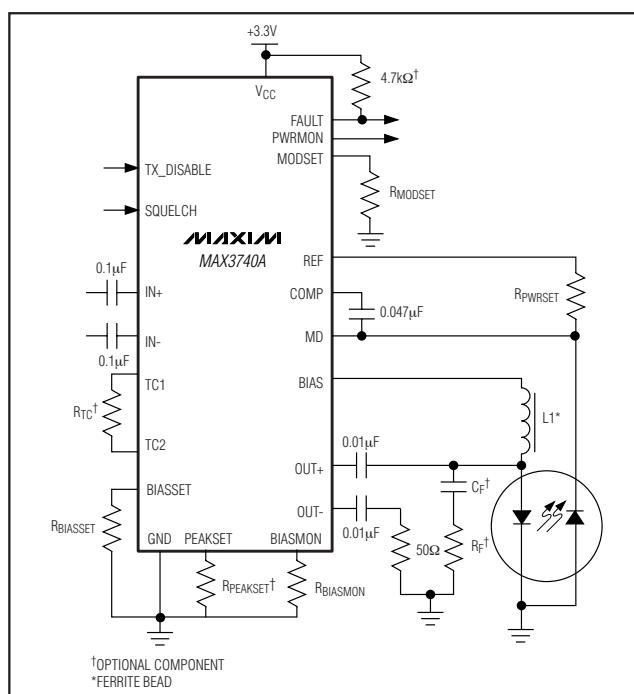 +3.3V
4.7kΩ†
VCC
FAULT
PWRMON
MODSET
TX_DISABLE
RMODSET
SQUELCH
MAXIM
MAX3740A
REF
0.1µF
IN+
COMP
RPWRSET
0.047µF
IN-
MD
0.1µF
TC1
BIAS
RTC†
L1*
TC2
0.01µF
OUT+
BIASSET
CF†
OUT-
0.01µF
RBIASSET
50Ω
RF†
GND
PEAKSET
BIASMON
RPEAKSET†
RBIASMON
†OPTIONAL COMPONENT
*FERRITE BEAD